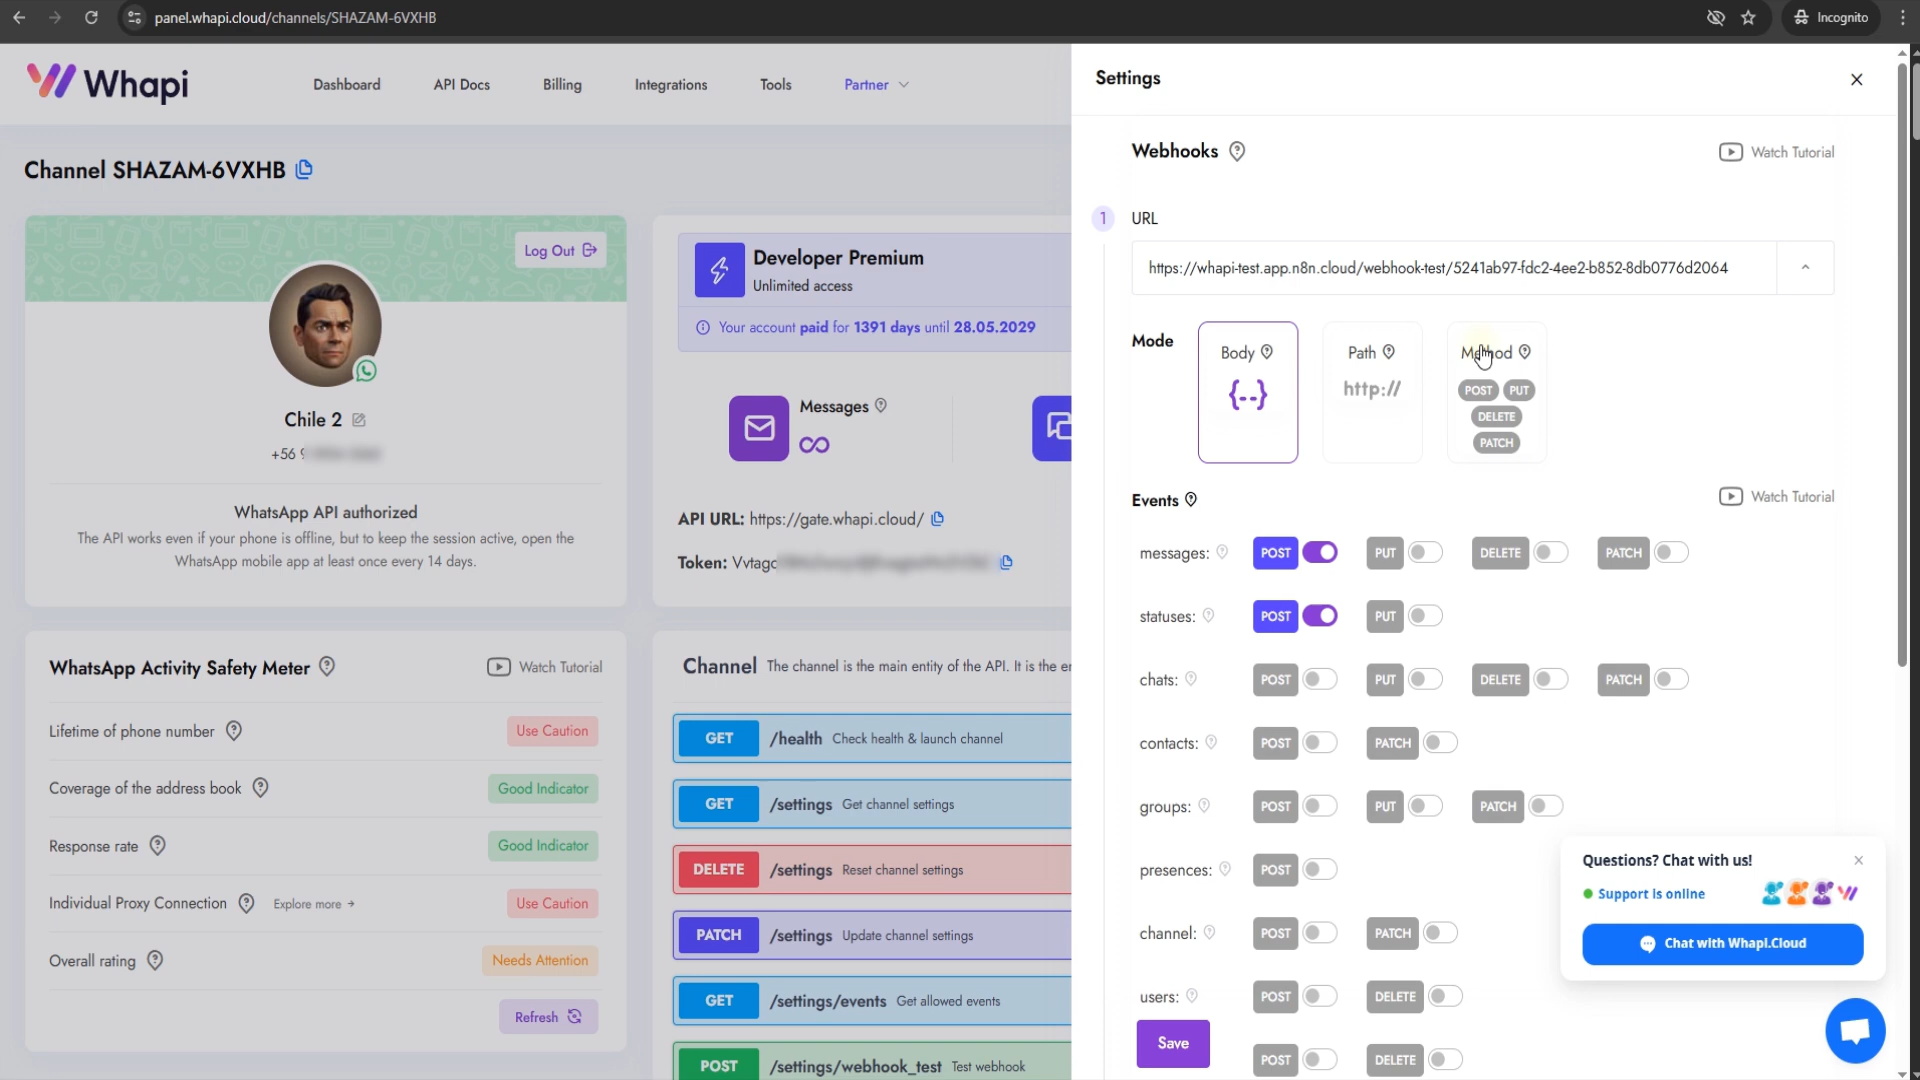 panel.whapi.cloud/channels/SHAZAM-6VXHB
Incognito
Whapi
Dashboard
API Docs
Billing
Integrations
Tools
Partner
Channel SHAZAM-6VXHB
Log Out
Chile 2
+56 9
WhatsApp API authorized
The API works even if your phone is offline, but to keep the session active, open the
WhatsApp mobile app at least once every 14 days.
Developer Premium
Unlimited access
Your account paid for 1391 days until 28.05.2029
Messages
API URL: https://gate.whapi.cloud/
Token:
WhatsApp Activity Safety Meter
Watch Tutorial
Lifetime of phone number
Use Caution
Coverage of the address book
Good Indicator
Response rate
Good Indicator
Individual Proxy Connection
Explore more →
Use Caution
Overall rating
Needs Attention
Refresh
Channel The channel is the main entity of the API. It is the
GET /health Check health & launch channel
GET /settings Get channel settings
DELETE /settings Reset channel settings
PATCH /settings Update channel settings
GET /settings/events Get allowed events
POST /settings/webhook_test Test webhook
Settings
Webhooks
Watch Tutorial
1 URL
https://whapi-test.app.n8n.cloud/webhook-test/5241ab97-fdc2-4ee2-b852-8db0776d2064
Mode
Body
{--}
Path
http://
Method
POST PUT
DELETE
PATCH
Events
Watch Tutorial
messages: POST PUT DELETE PATCH
statuses: POST PUT
chats: POST PUT DELETE PATCH
contacts: POST PATCH
groups: POST PUT PATCH
presences: POST
channel: POST PATCH
users: POST DELETE
POST DELETE
Save
Questions? Chat with us!
Support is online
Chat with Whapi.Cloud